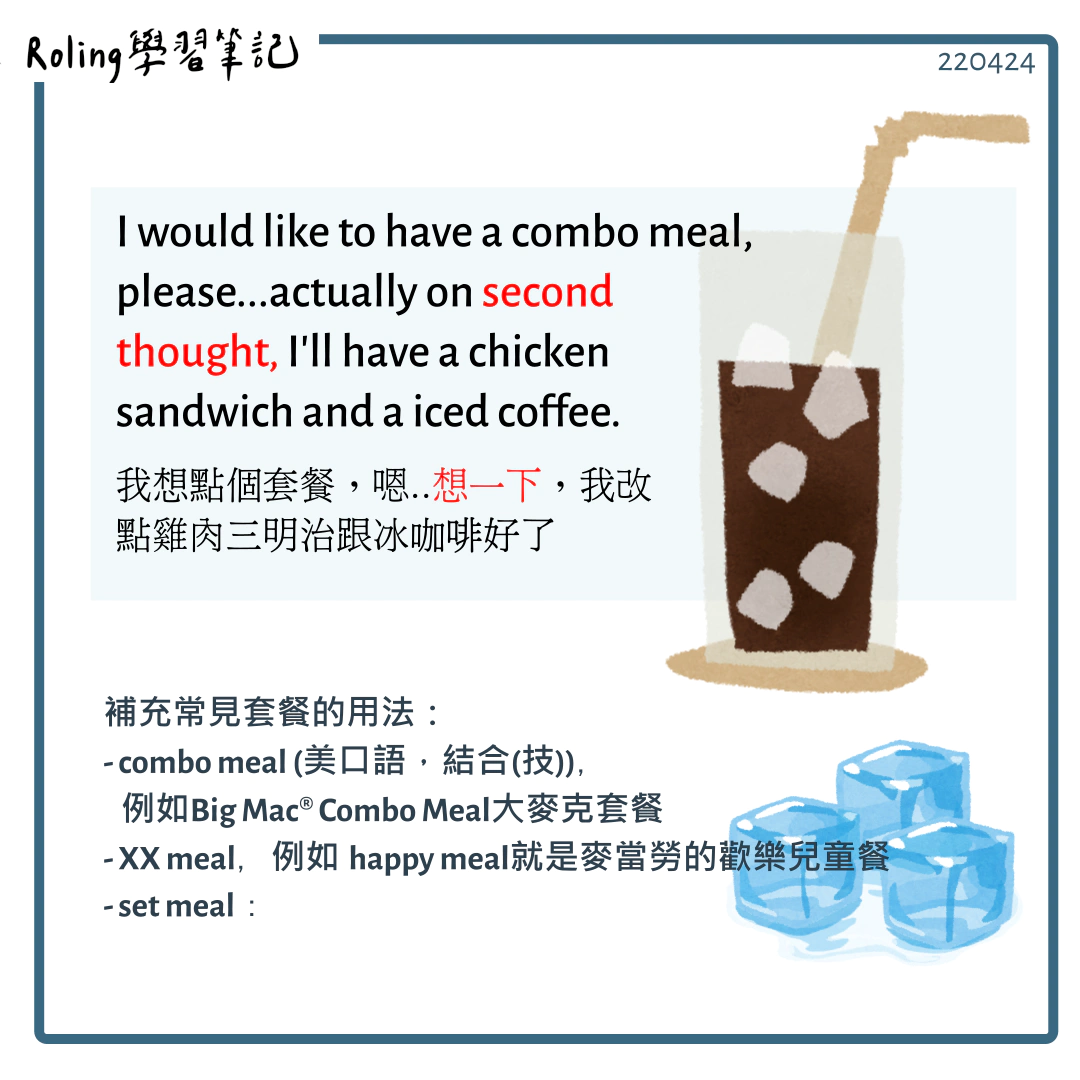 Roling學習筆記
220424
I would like to have a combo meal,
please...actually on second
thought, I'll have a chicken
sandwich and a iced coffee.
我想點個套餐，嗯..想一下，我改
點雞肉三明治跟冰咖啡好了
補充常見套餐的用法：
- combo meal (美口語，結合(技)),
例如Big Mac® Combo Meal大麥克套餐
- XX meal, 例如 happy meal就是麥當勞的歡樂兒童餐
- set meal：